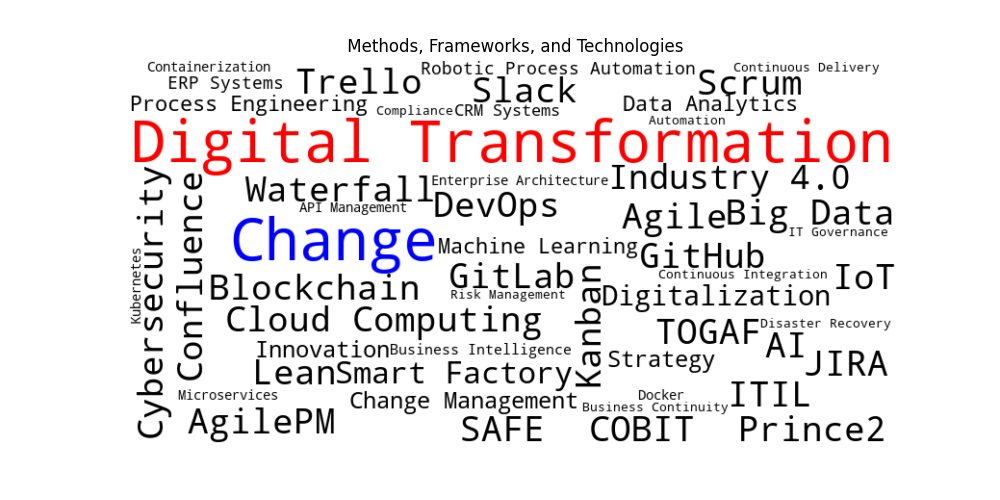 Methods, Frameworks, and Technologies
Containerization
Robotic Process Automation
Continuous Delivery
ERP Systems
Trello
Slack
Scrum
Process Engineering
Compliance
CRM Systems
Data Analytics
Automation
Digital Transformation
Waterfall
Enterprise Architecture
Industry 4.0
API Management
DevOps
Agile
Big Data
IT Governance
Cybersecurity
Confluence
Kubernetes
Change
Machine Learning
GitHub
GitLab
Continuous Integration
IoT
Blockchain
Risk Management
Kanban
Digitalization
Cloud Computing
TOGAF
Disaster Recovery
Innovation
Business Intelligence
Strategy
AI
JIRA
Lean
Smart Factory
Microservices
Change Management
Docker
Business Continuity
ITIL
AgilePM
SAFE
COBIT
Prince2